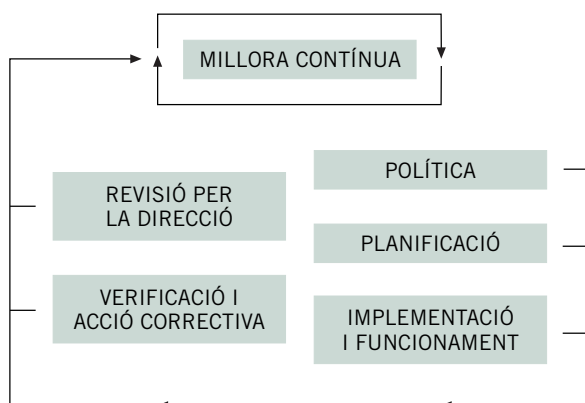 MILLORA CONTÍNUA
REVISIÓ PER
LA DIRECCIÓ
VERIFICACIÓ I
ACCIÓ CORRECTIVA
POLÍTICA
PLANIFICACIÓ
IMPLEMENTACIÓ
I FUNCIONAMENT